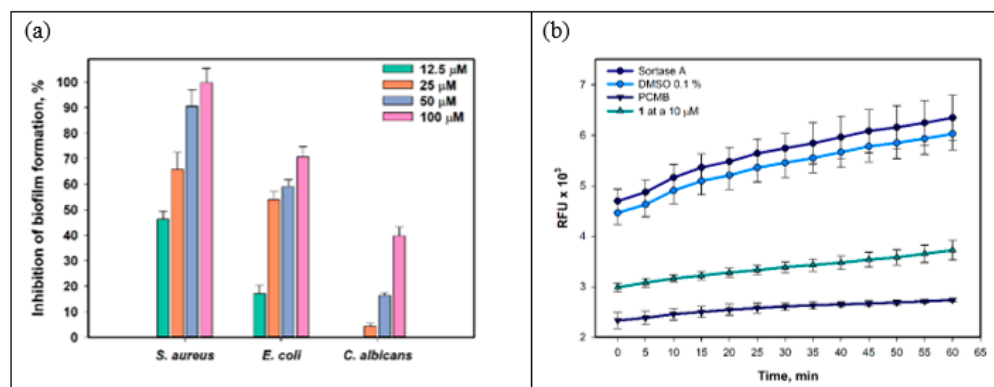 (a)
Inhibition of biofilm formation, %
100
90
80
70
60
50
40
30
20
10
0
12.5 μM
25 μM
50 μM
100 μM
S. aureus E. coli C. albicans
(b)
RFU x 10³
7
6
5
4
3
2
Sortase A
DMSO 0.1 %
PCMB
1 at a 10 μM
0 5 10 15 20 25 30 35 40 45 50 55 60 65
Time, min